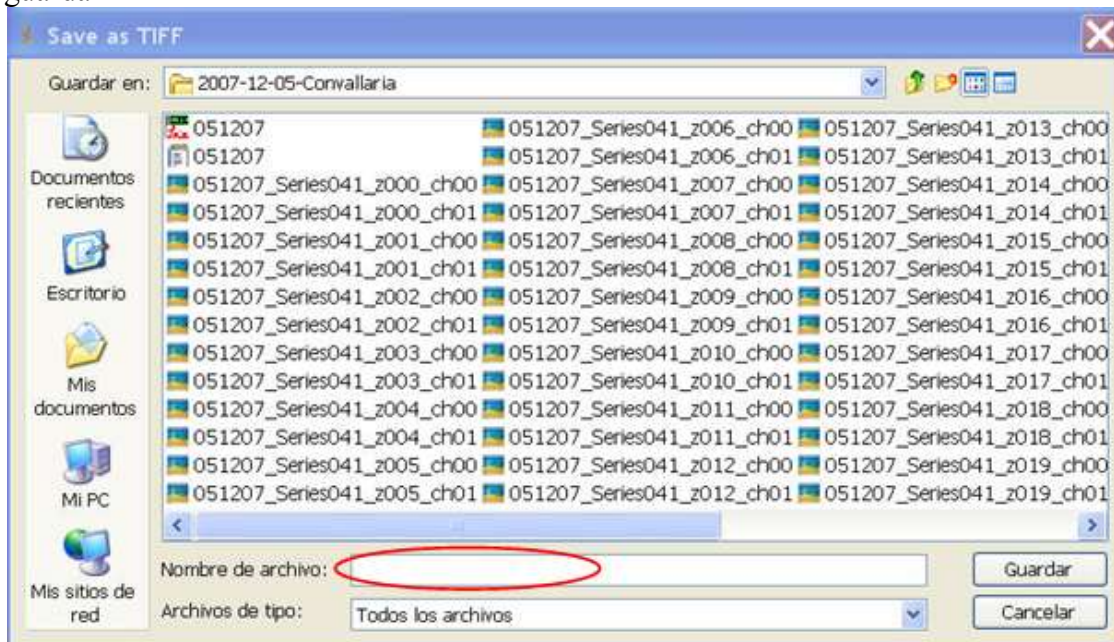 Save as TIFF
Guardar en: 2007-12-05-Convallaria
Documentos recientes
Escritorio
Mis documentos
Mi PC
Mis sitios de red
051207
051207
051207_Series041_z000_ch00
051207_Series041_z000_ch01
051207_Series041_z001_ch00
051207_Series041_z001_ch01
051207_Series041_z002_ch00
051207_Series041_z002_ch01
051207_Series041_z003_ch00
051207_Series041_z003_ch01
051207_Series041_z004_ch00
051207_Series041_z004_ch01
051207_Series041_z005_ch00
051207_Series041_z005_ch01
051207_Series041_z006_ch00
051207_Series041_z006_ch01
051207_Series041_z007_ch00
051207_Series041_z007_ch01
051207_Series041_z008_ch00
051207_Series041_z008_ch01
051207_Series041_z009_ch00
051207_Series041_z009_ch01
051207_Series041_z010_ch00
051207_Series041_z010_ch01
051207_Series041_z011_ch00
051207_Series041_z011_ch01
051207_Series041_z012_ch00
051207_Series041_z012_ch01
051207_Series041_z013_ch00
051207_Series041_z013_ch01
051207_Series041_z014_ch00
051207_Series041_z014_ch01
051207_Series041_z015_ch00
051207_Series041_z015_ch01
051207_Series041_z016_ch00
051207_Series041_z016_ch01
051207_Series041_z017_ch00
051207_Series041_z017_ch01
051207_Series041_z018_ch00
051207_Series041_z018_ch01
051207_Series041_z019_ch00
051207_Series041_z019_ch01
Nombre de archivo:
Guardar
Archivos de tipo: Todos los archivos
Cancelar